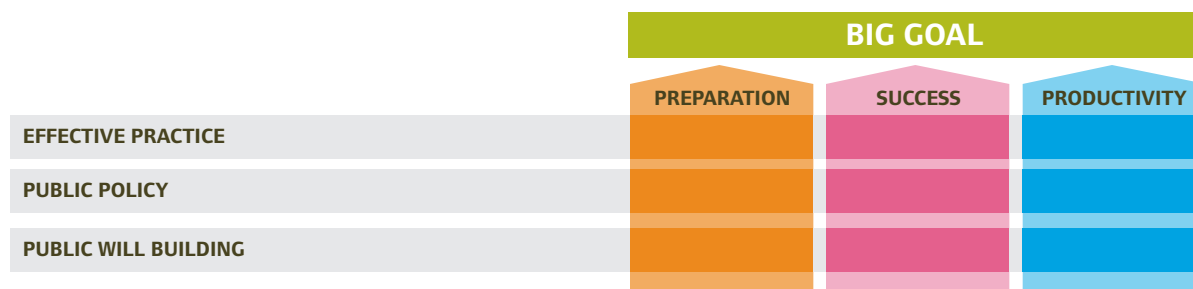 BIG GOAL
PREPARATION SUCCESS PRODUCTIVITY
EFFECTIVE PRACTICE
PUBLIC POLICY
PUBLIC WILL BUILDING